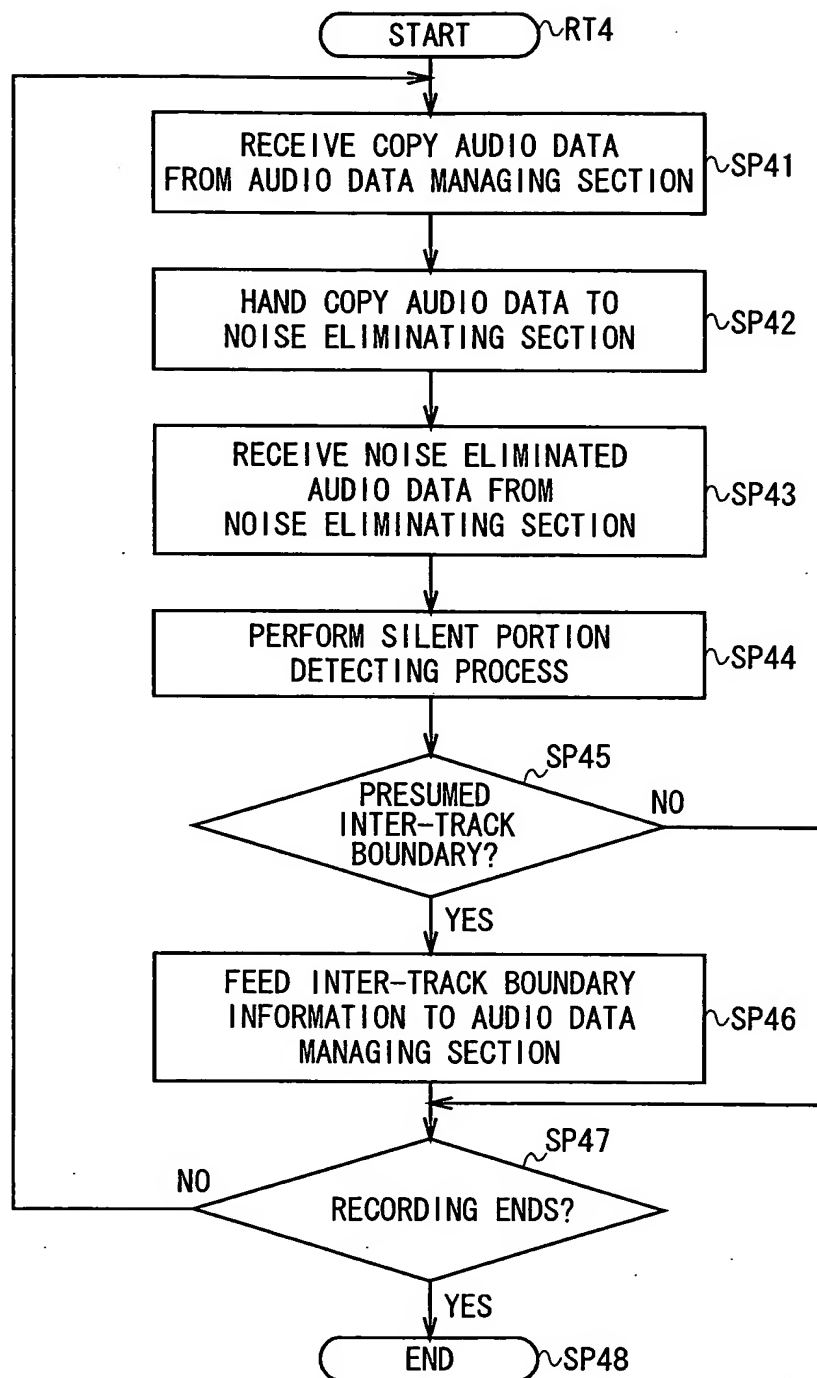 START
RT4
RECEIVE COPY AUDIO DATA
FROM AUDIO DATA MANAGING SECTION
SP41
HAND COPY AUDIO DATA TO
NOISE ELIMINATING SECTION
SP42
RECEIVE NOISE ELIMINATED
AUDIO DATA FROM
NOISE ELIMINATING SECTION
SP43
PERFORM SILENT PORTION
DETECTING PROCESS
SP44
SP45
PRESUMED
INTER-TRACK
BOUNDARY?
NO
YES
FEED INTER-TRACK BOUNDARY
INFORMATION TO AUDIO DATA
MANAGING SECTION
SP46
SP47
NO
RECORDING ENDS?
YES
END
SP48